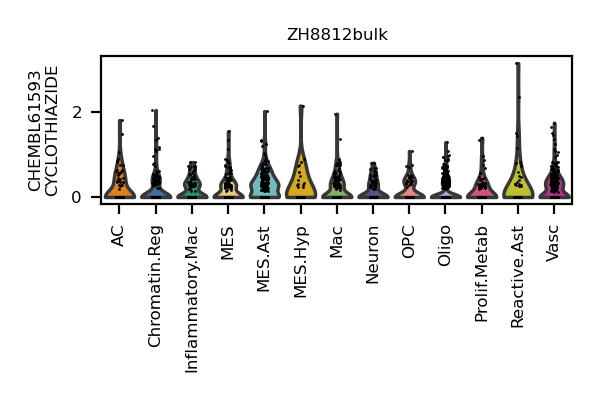 ZH8812bulk
CHEMBL61593
CYCLOTHIAZIDE
2
0
AC
Chromatin.Reg
Inflammatory.Mac
MES
MES.Ast
MES.Hyp
Mac
Neuron
OPC
Oligo
Prolif.Metab
Reactive.Ast
Vasc